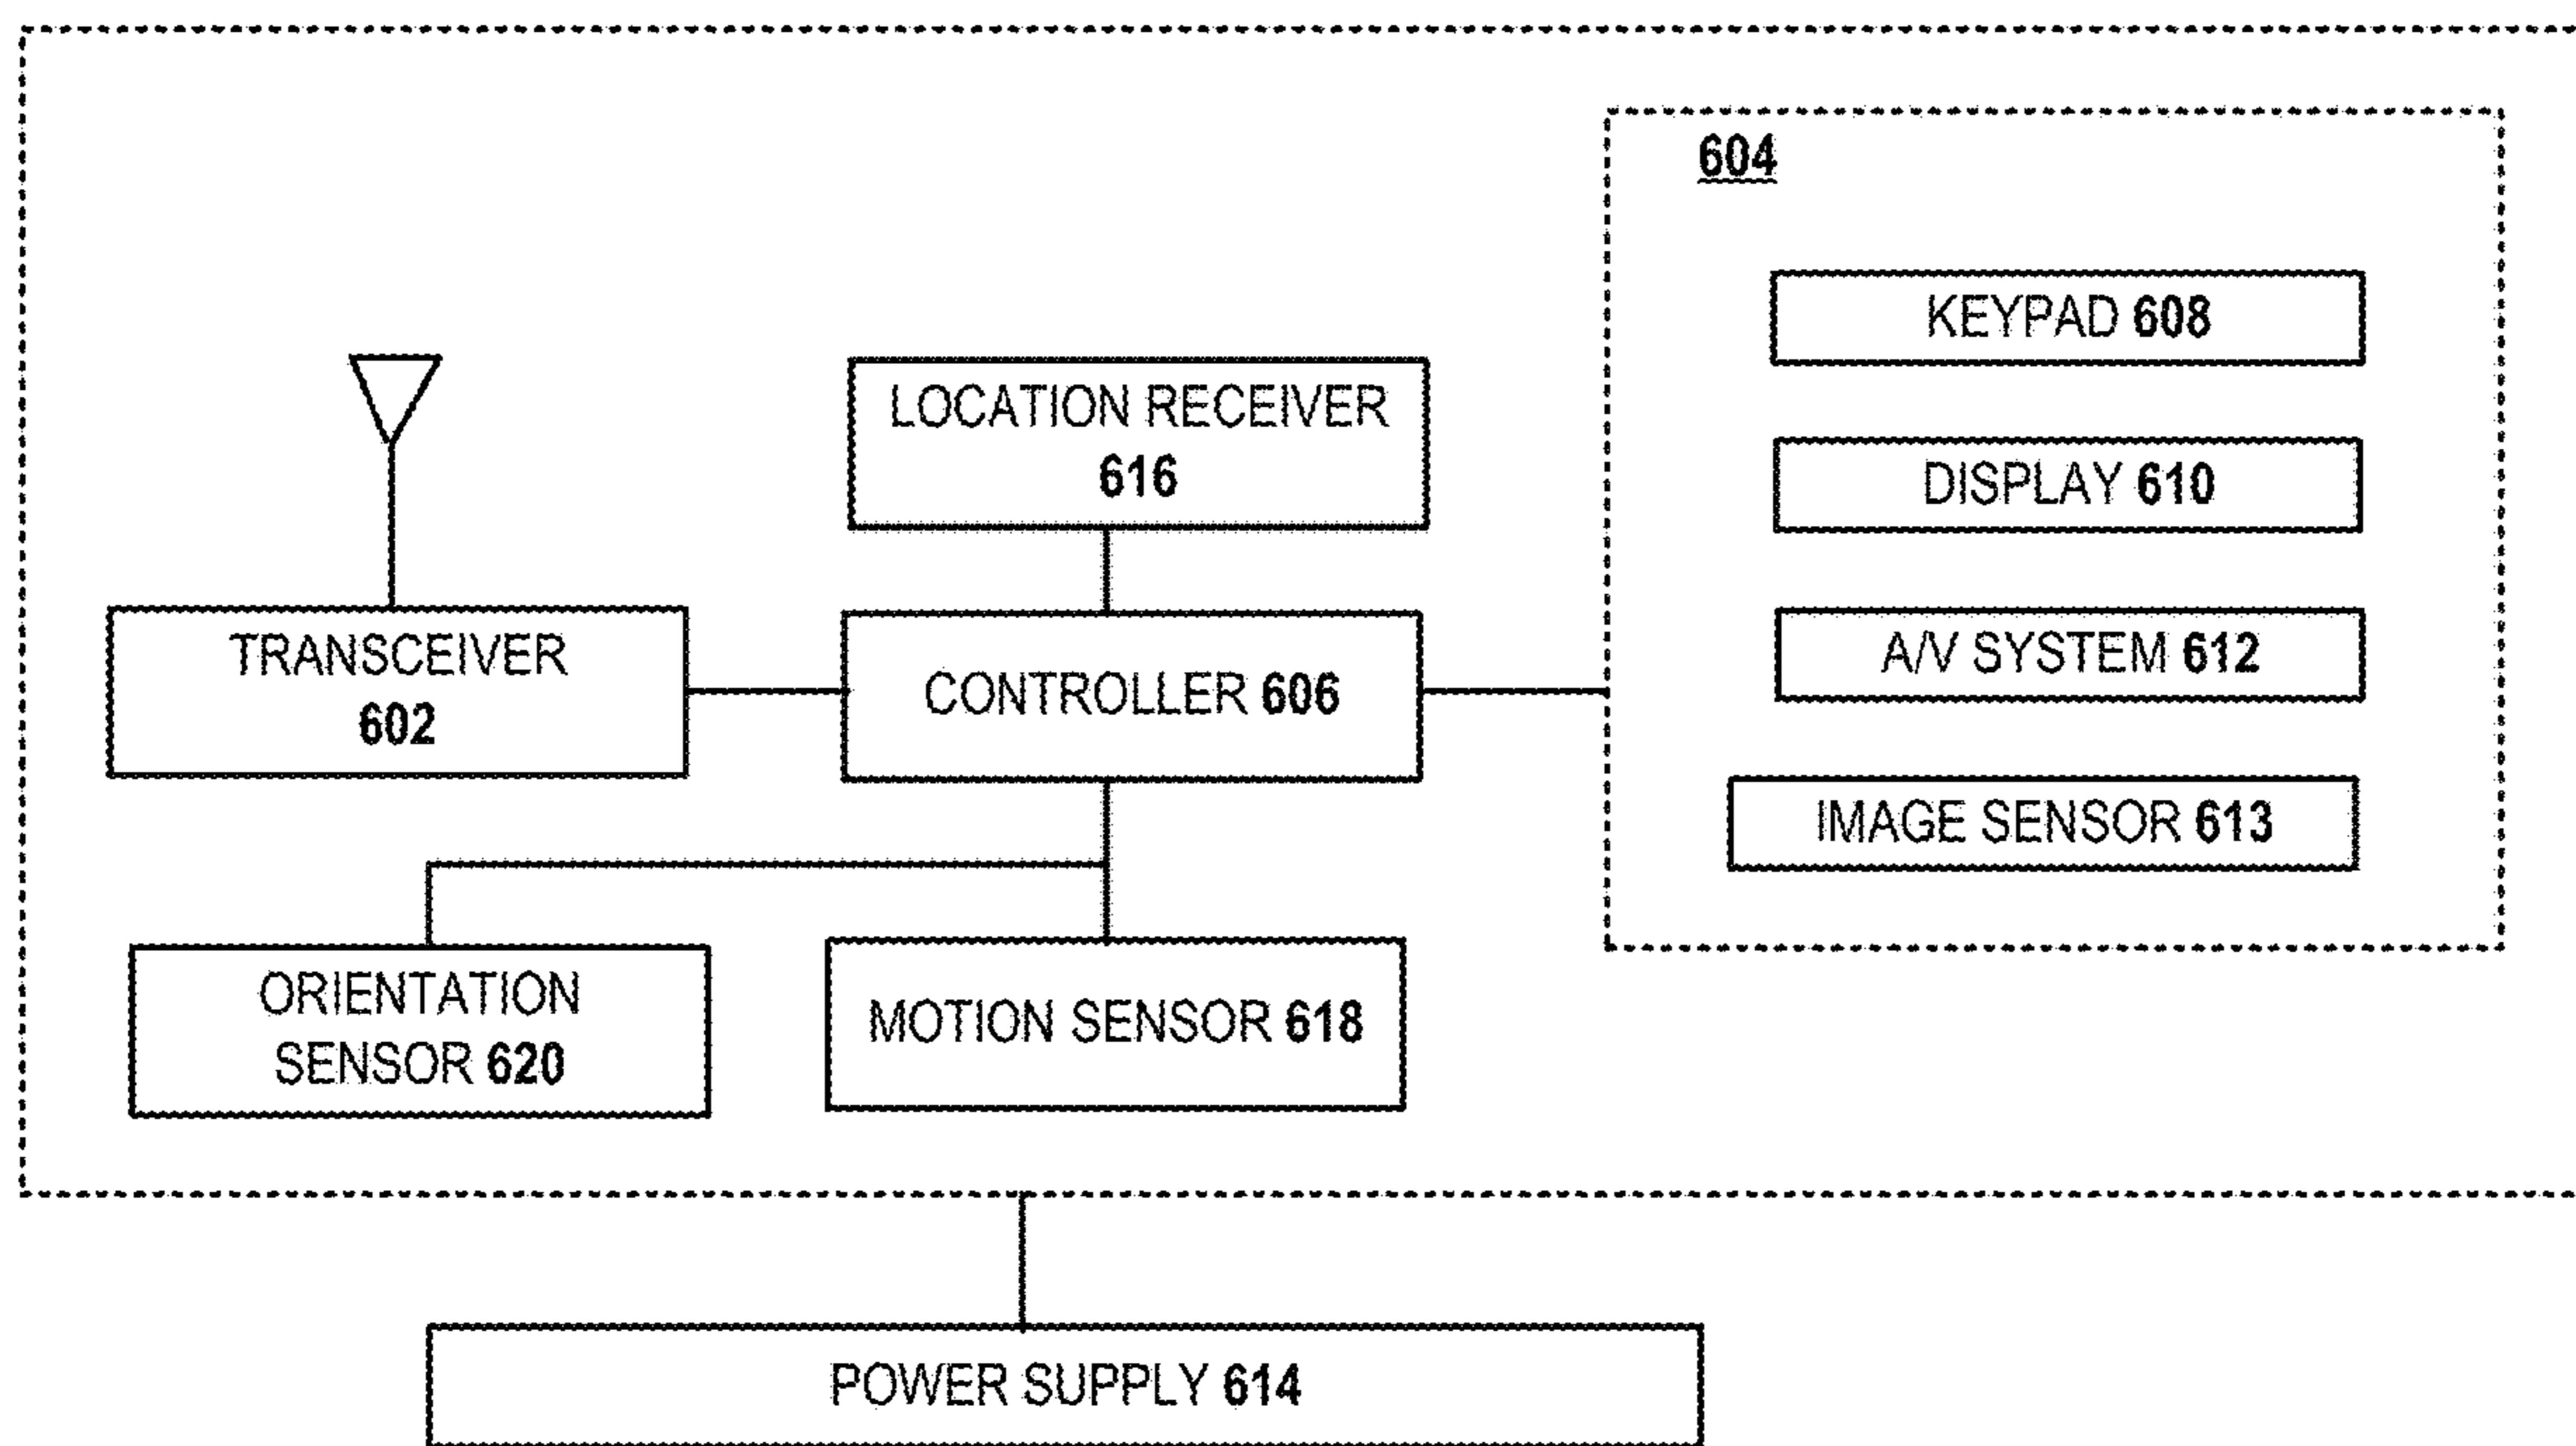 604
KEYPAD 608
LOCATION RECEIVER
616
DISPLAY 610
TRANSCEIVER
602
CONTROLLER 606
A/V SYSTEM 612
IMAGE SENSOR 613
ORIENTATION
SENSOR 620
MOTION SENSOR 618
POWER SUPPLY 614